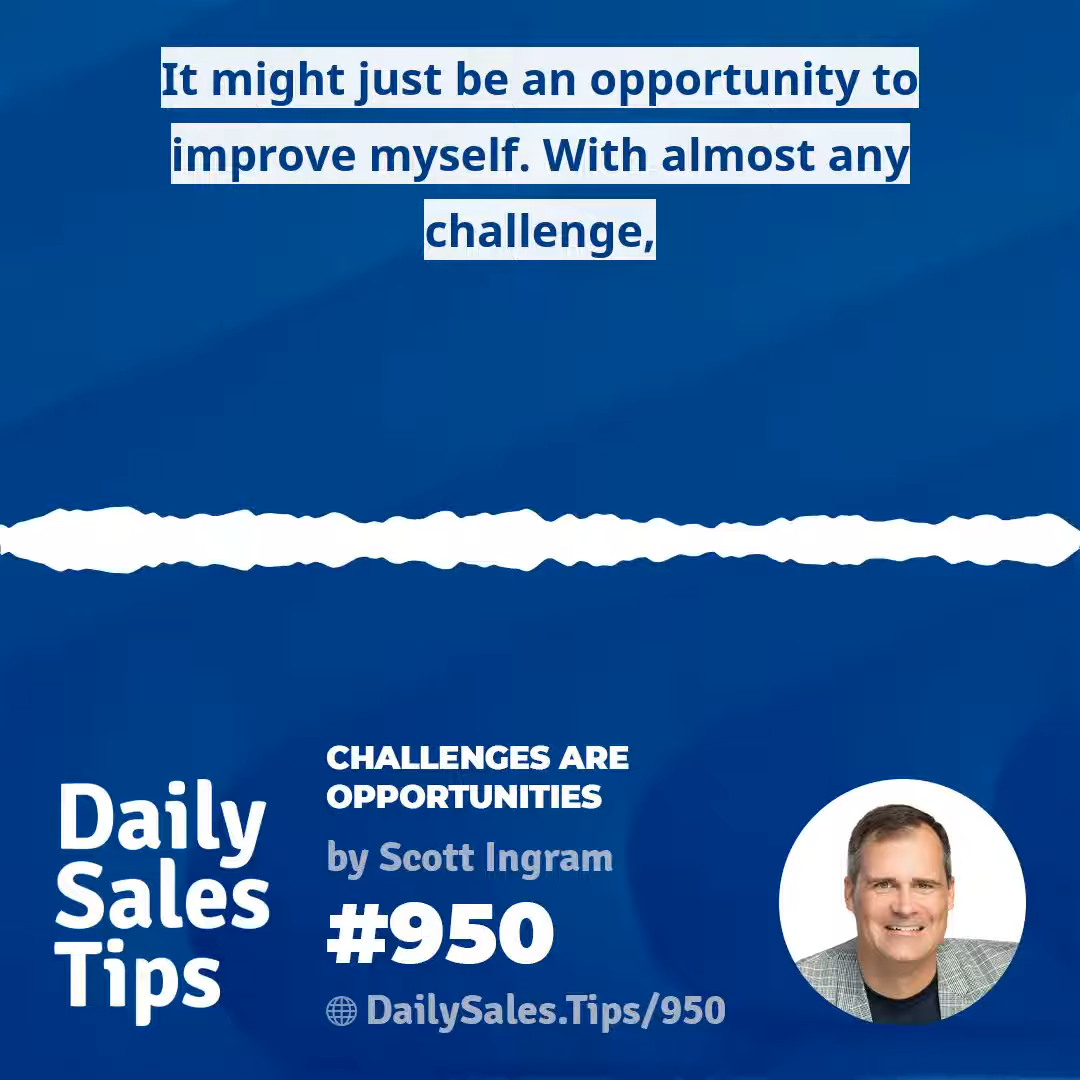 It might just be an opportunity to
improve myself. With almost any
challenge,
CHALLENGES ARE
OPPORTUNITIES
by Scott Ingram
#950
DailySales.Tips/950
Daily
Sales
Tips